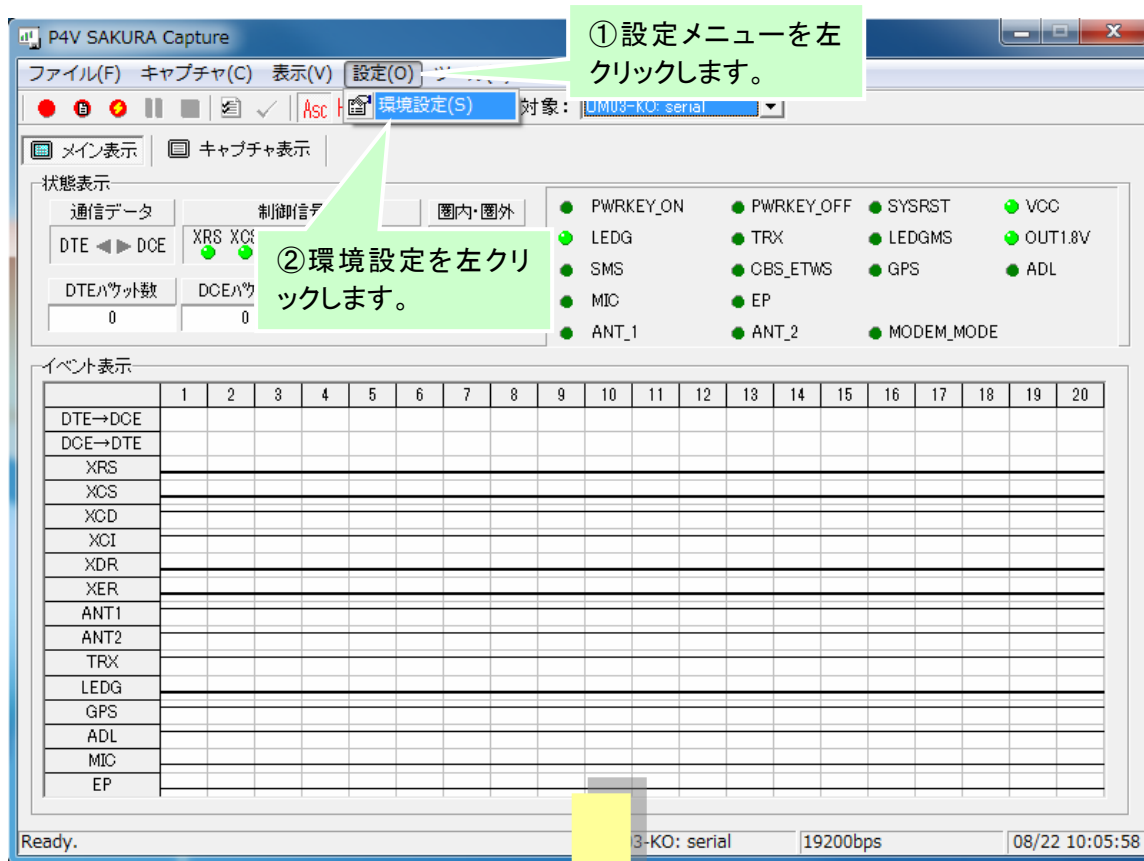 P4V SAKURA Capture
①設定メニューを左
クリックします。
ファイル(F) キャプチャ(C) 表示(V) 設定(O)
Asc 環境設定(S) 対象: UM03-KO: serial
メイン表示 キャプチャ表示
状態表示
通信データ 圏内・圏外
DTE DCE XRS
②環境設定を左クリ
ックします。
DTEパケット数
0 0
PWRKEY_ON PWRKEY_OFF SYSRST VCC
LEDG TRX LEDGMS OUT1.8V
SMS CBS_ETWS GPS ADL
MIC EP
ANT_1 ANT_2 MODEM_MODE
イベント表示
1 2 3 4 5 6 7 8 9 10 11 12 13 14 15 16 17 18 19 20
DTE→DCE
DCE→DTE
XRS
XCS
XCD
XCI
XDR
XER
ANT1
ANT2
TRX
LEDG
GPS
ADL
MIC
EP
Ready. 3-KO: serial 19200bps 08/22 10:05:58